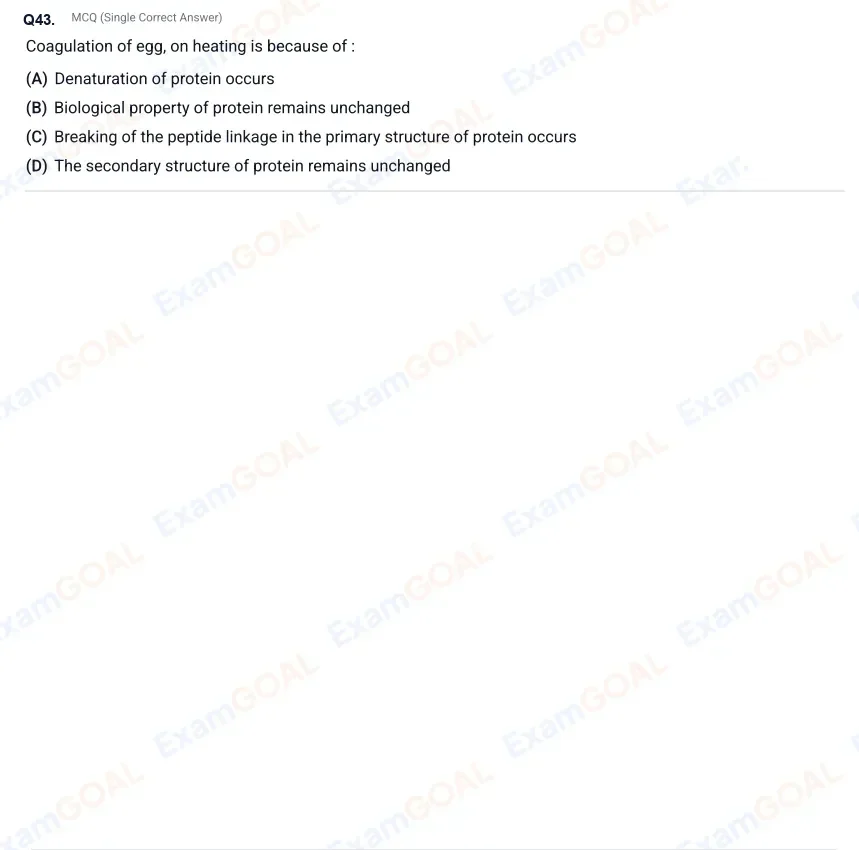 Q43. MCQ (Single Correct Answer)
Coagulation of egg, on heating is because of :
(A) Denaturation of protein occurs
(B) Biological property of protein remains unchanged
(C) Breaking of the peptide linkage in the primary structure of protein occurs
(D) The secondary structure of protein remains unchanged
ExamGOAL